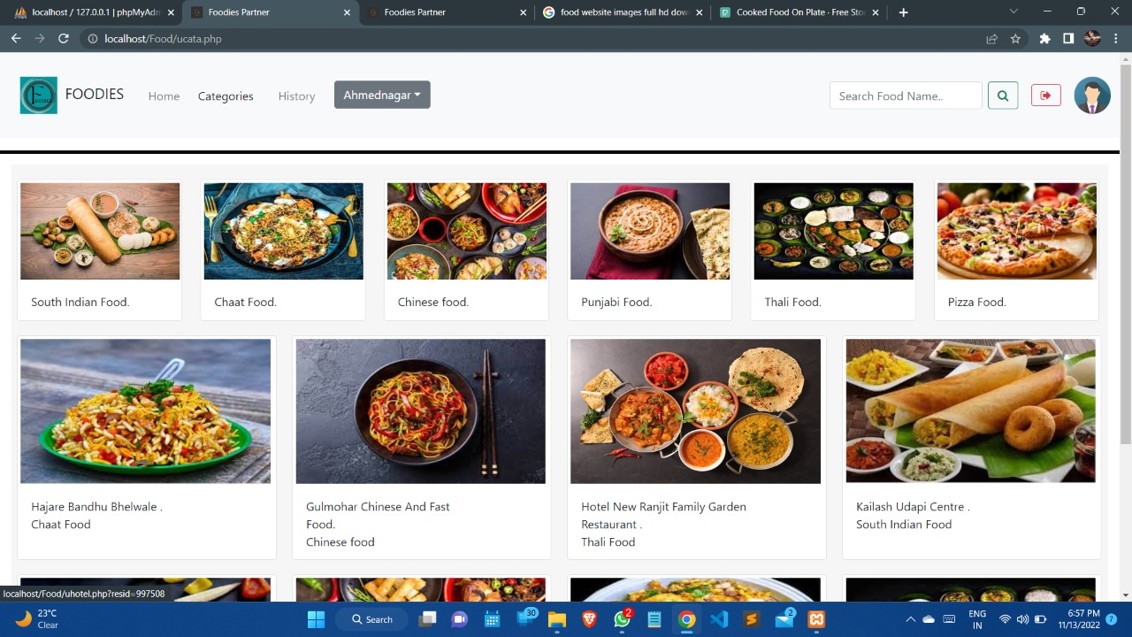 localhost / 127.0.0.1 | phpMyAdm
Foodies Partner
Foodies Partner
food website images full hd dow
Cooked Food On Plate · Free Stoc
localhost/Food/ucata.php
FOODIES
Home
Categories
History
Ahmednagar
Search Food Name..
South Indian Food.
Chaat Food.
Chinese food.
Punjabi Food.
Thali Food.
Pizza Food.
Hajare Bandhu Bhelwale .
Chaat Food
Gulmohar Chinese And Fast
Food.
Chinese food
Hotel New Ranjit Family Garden
Restaurant .
Thali Food
Kailash Udapi Centre .
South Indian Food
localhost/Food/uhotel.php?resid=997508
23°C
Clear
Search
30
2
2
ENG
IN
6:57 PM
11/13/2022